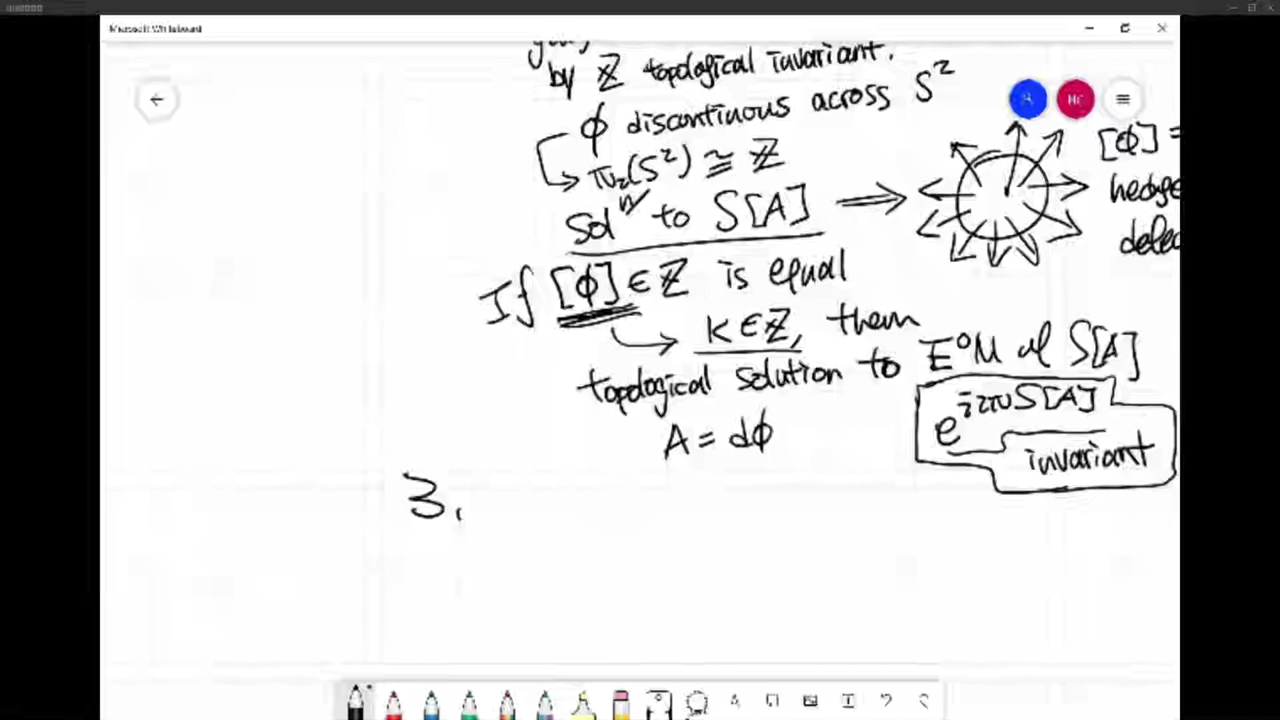 Microsoft Whiteboard
by ℤ topological invariant.
ϕ discontinuous across S²
π₂(S²) ≅ ℤ
Solⁿ to S[A] ⟹
[ϕ] =
hedge
defec
If [ϕ] ∈ ℤ is equal
K ∈ ℤ, them
topological solution to EOM of S[A]
A = dϕ
e^{i2πS[A]}
invariant
3.